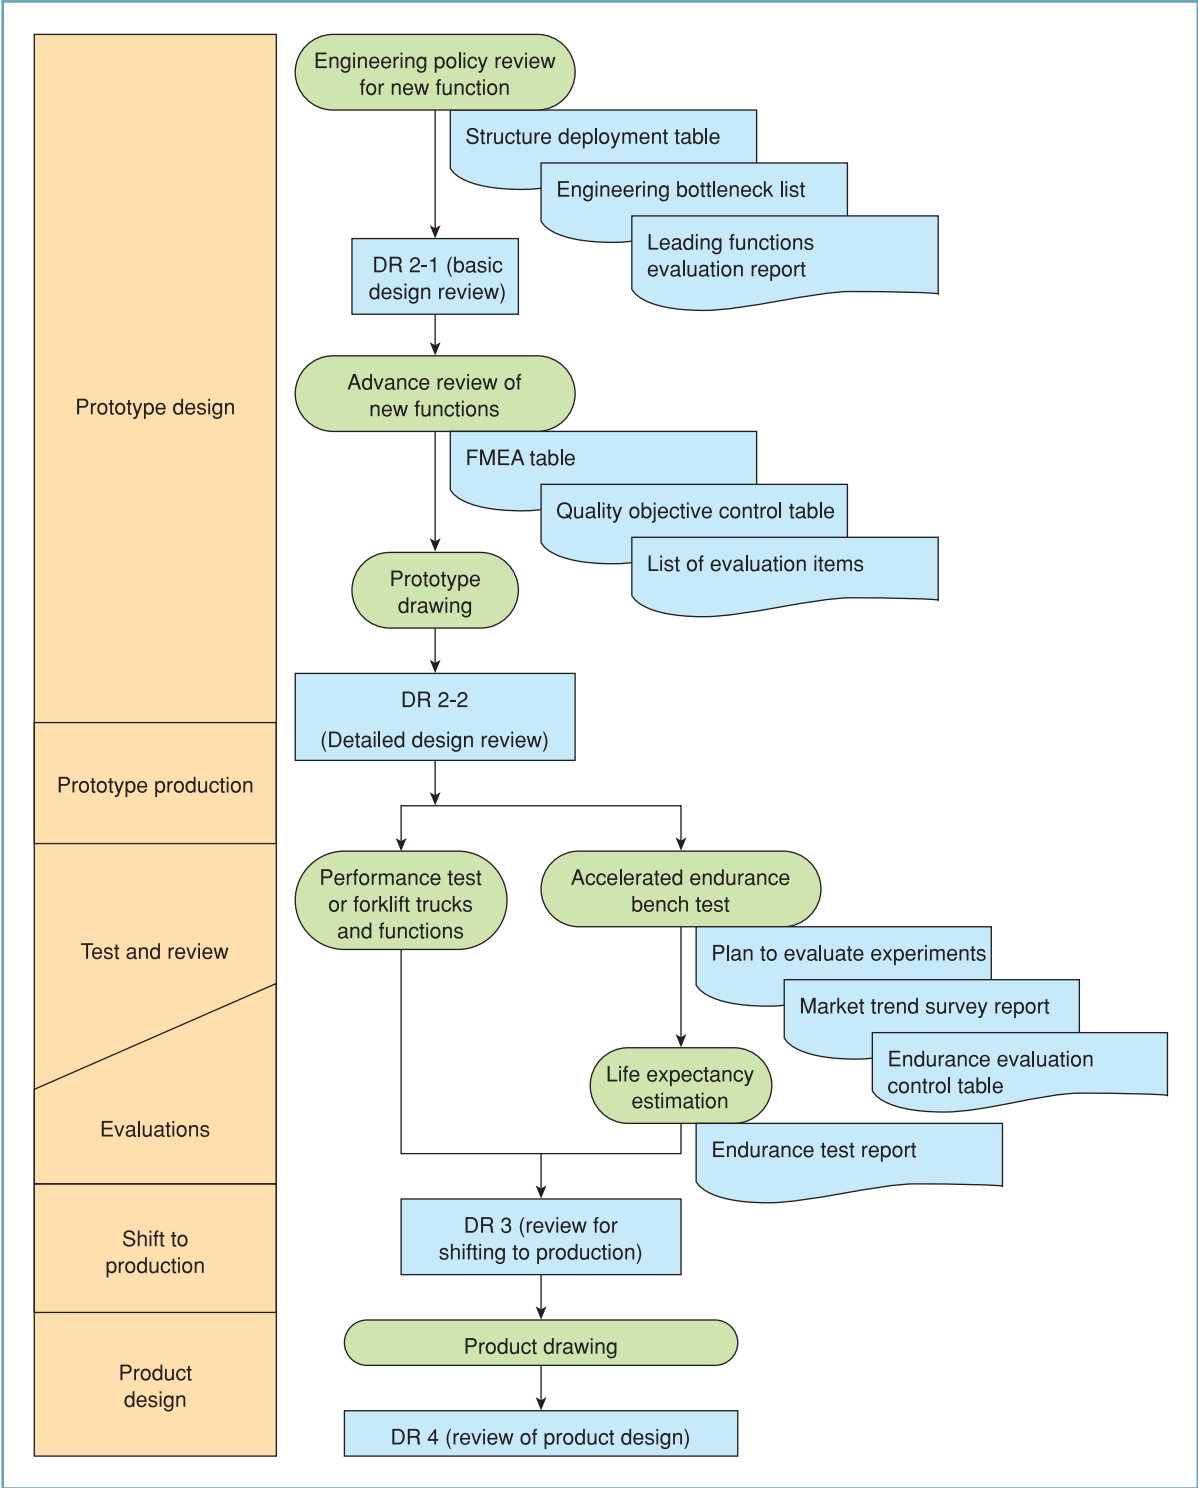 Engineering policy review
for new function
Structure deployment table
Engineering bottleneck list
Leading functions
evaluation report
DR 2-1 (basic
design review)
Prototype design
Advance review of
new functions
FMEA table
Quality objective control table
List of evaluation items
Prototype
drawing
DR 2-2
(Detailed design review)
Prototype production
Performance test
or forklift trucks
and functions
Accelerated endurance
bench test
Test and review
Plan to evaluate experiments
Market trend survey report
Endurance evaluation
control table
Life expectancy
estimation
Evaluations
Endurance test report
Shift to
production
DR 3 (review for
shifting to production)
Product drawing
Product
design
DR 4 (review of product design)